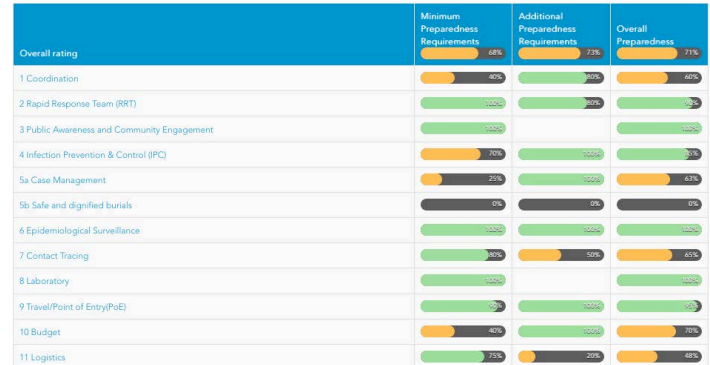 Minimum Preparedness Requirements
Additional Preparedness Requirements
Overall Preparedness
Overall rating 68% 73% 71%
1 Coordination 40% 80% 60%
2 Rapid Response Team (RRT) 100% 80% 90%
3 Public Awareness and Community Engagement 100% 100%
4 Infection Prevention & Control (IPC) 70% 100% 85%
5a Case Management 25% 100% 63%
5b Safe and dignified burials 0% 0% 0%
6 Epidemiological Surveillance 100% 100% 100%
7 Contact Tracing 80% 50% 65%
8 Laboratory 100% 100%
9 Travel/Point of Entry(PoE) 90% 100% 95%
10 Budget 40% 100% 70%
11 Logistics 75% 20% 48%